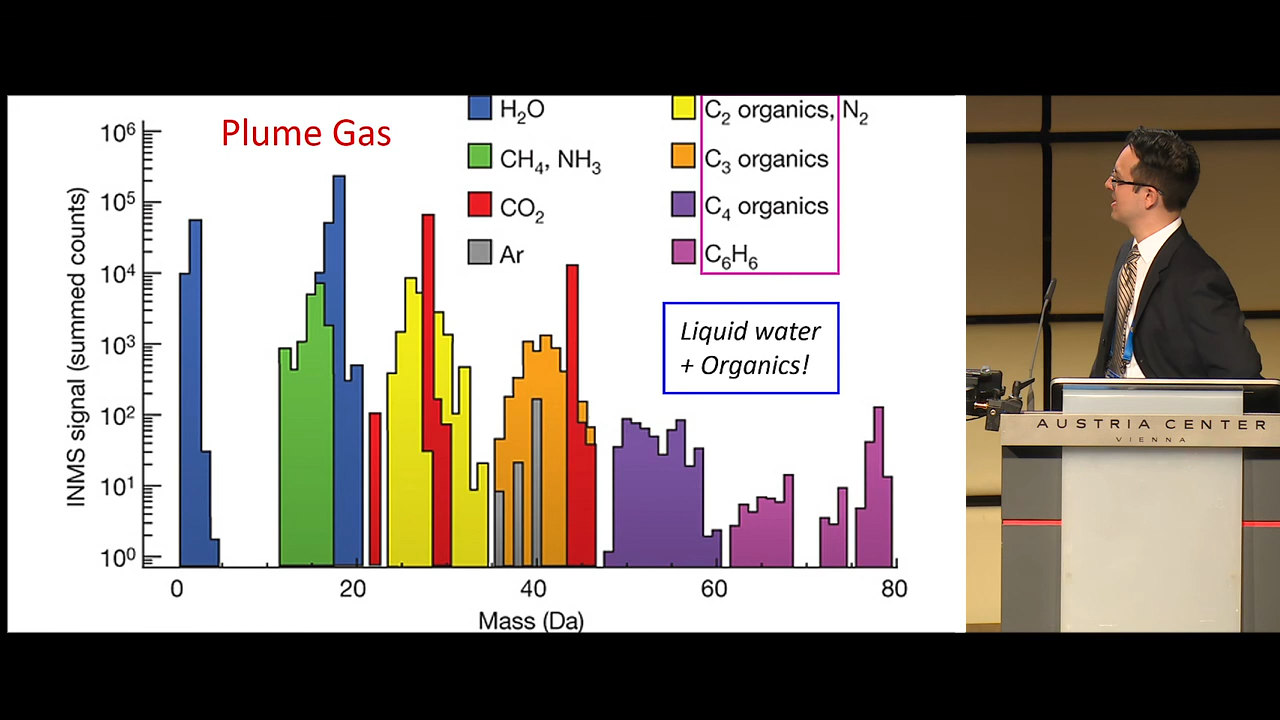 Plume Gas
H₂O
CH₄, NH₃
CO₂
Ar
C₂ organics, N₂
C₃ organics
C₄ organics
C₆H₆
Liquid water
+ Organics!
INMS signal (summed counts)
10⁶
10⁵
10⁴
10³
10²
10¹
10⁰
0 20 40 60 80
Mass (Da)
AUSTRIA CENTER
VIENNA